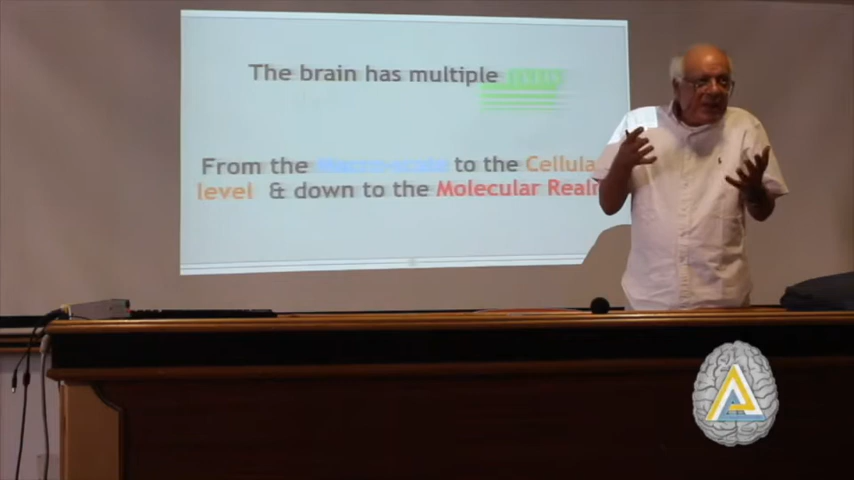 The brain has multiple
From the to the Cellula
level & down to the Molecular Real